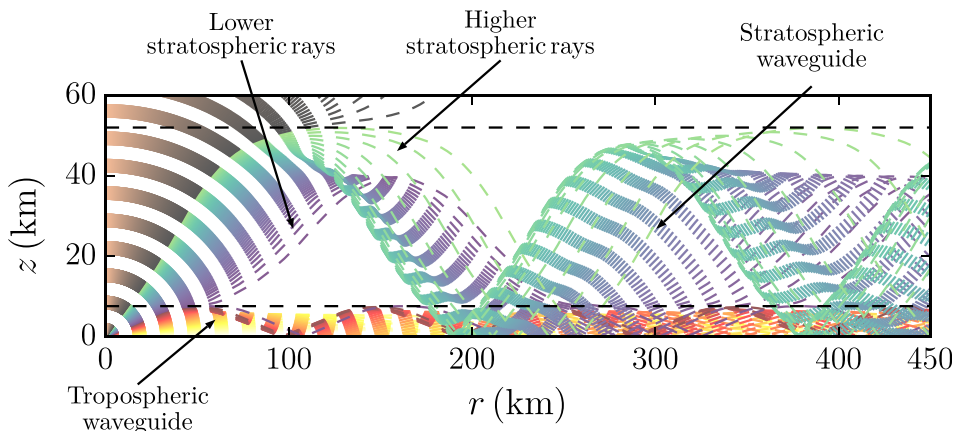 Lower
stratospheric rays
Higher
stratospheric rays
Stratospheric
waveguide
60
40
20
0
z (km)
0
100
200
300
400
450
r (km)
Tropospheric
waveguide